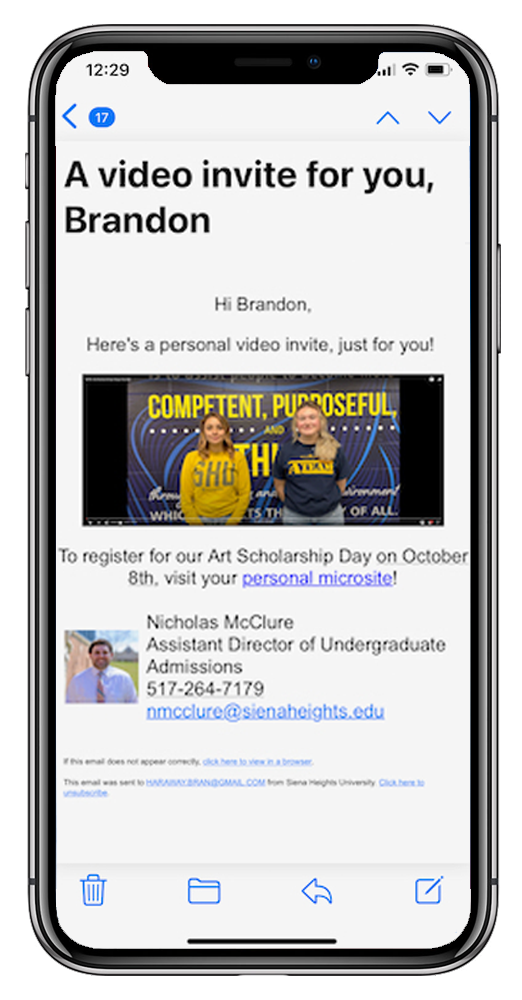 12:29
17
A video invite for you,
Brandon
Hi Brandon,
Here's a personal video invite, just for you!
COMPETENT, PURPOSEFUL,
AND
SHU
TH
A TEAM
through
and
environment
WHICH
TS TH
Y OF ALL.
To register for our Art Scholarship Day on October
8th, visit your personal microsite!
Nicholas McClure
Assistant Director of Undergraduate
Admissions
517-264-7179
nmcclure@sienaheights.edu
If this email does not appear correctly, click here to view in a browser.
This email was sent to HARAWAY.BRAN@GMAIL.COM from Siena Heights University. Click here to
unsubscribe.